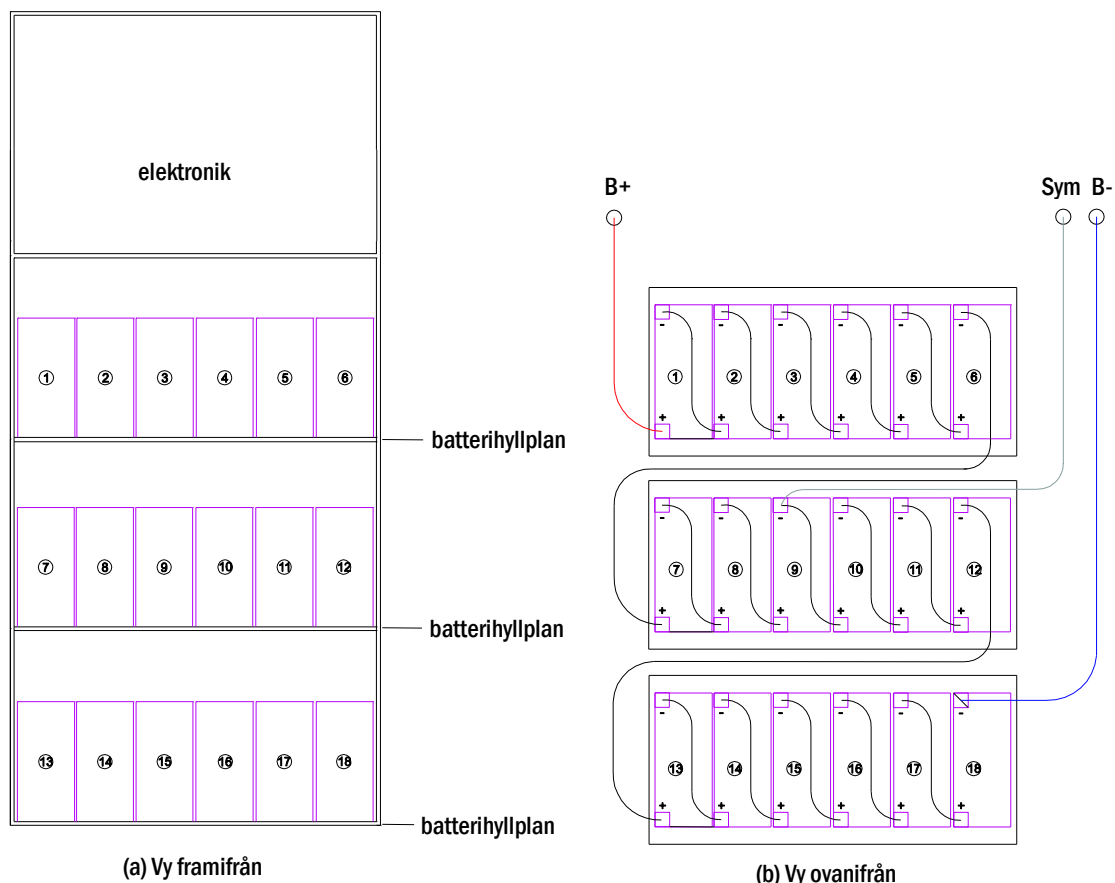 elektronik
① ② ③ ④ ⑤ ⑥
batterihyllplan
⑦ ⑧ ⑨ ⑩ ⑪ ⑫
batterihyllplan
⑬ ⑭ ⑮ ⑯ ⑰ ⑱
batterihyllplan
(a) Vy framifrån
B+ Sym B-
- - - - - -
① ② ③ ④ ⑤ ⑥
+ + + + + +
- - - - - -
⑦ ⑧ ⑨ ⑩ ⑪ ⑫
+ + + + + +
- - - - - -
⑬ ⑭ ⑮ ⑯ ⑰ ⑱
+ + + + + +
(b) Vy ovanifrån